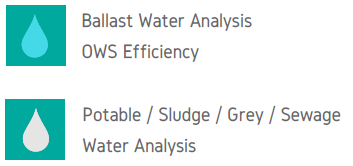 Ballast Water Analysis
OWS Efficiency
Potable / Sludge / Grey / Sewage
Water Analysis